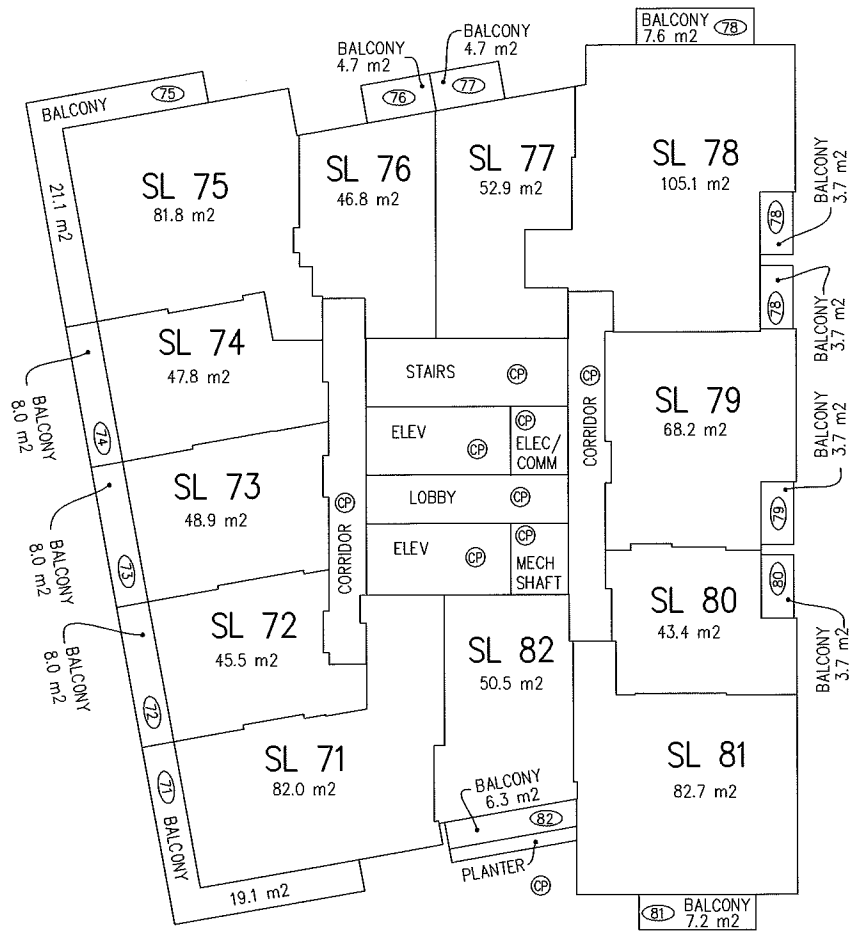 BALCONY
7.6 m2
78
BALCONY
4.7 m2
76
BALCONY
4.7 m2
77
BALCONY
75
21.1 m2
SL 75
81.8 m2
SL 76
46.8 m2
SL 77
52.9 m2
SL 78
105.1 m2
78
BALCONY
3.7 m2
78
BALCONY
3.7 m2
SL 74
47.8 m2
BALCONY
8.0 m2
74
STAIRS
CP
CORRIDOR
CP
SL 79
68.2 m2
BALCONY
3.7 m2
79
ELEV
CP
CP
ELEC/
COMM
SL 73
48.9 m2
BALCONY
8.0 m2
73
CORRIDOR
CP
LOBBY
CP
ELEV
CP
CP
MECH
SHAFT
80
BALCONY
3.7 m2
SL 72
45.5 m2
BALCONY
8.0 m2
72
SL 80
43.4 m2
SL 82
50.5 m2
SL 71
82.0 m2
71
BALCONY
19.1 m2
SL 81
82.7 m2
BALCONY
6.3 m2
82
PLANTER
CP
81
BALCONY
7.2 m2